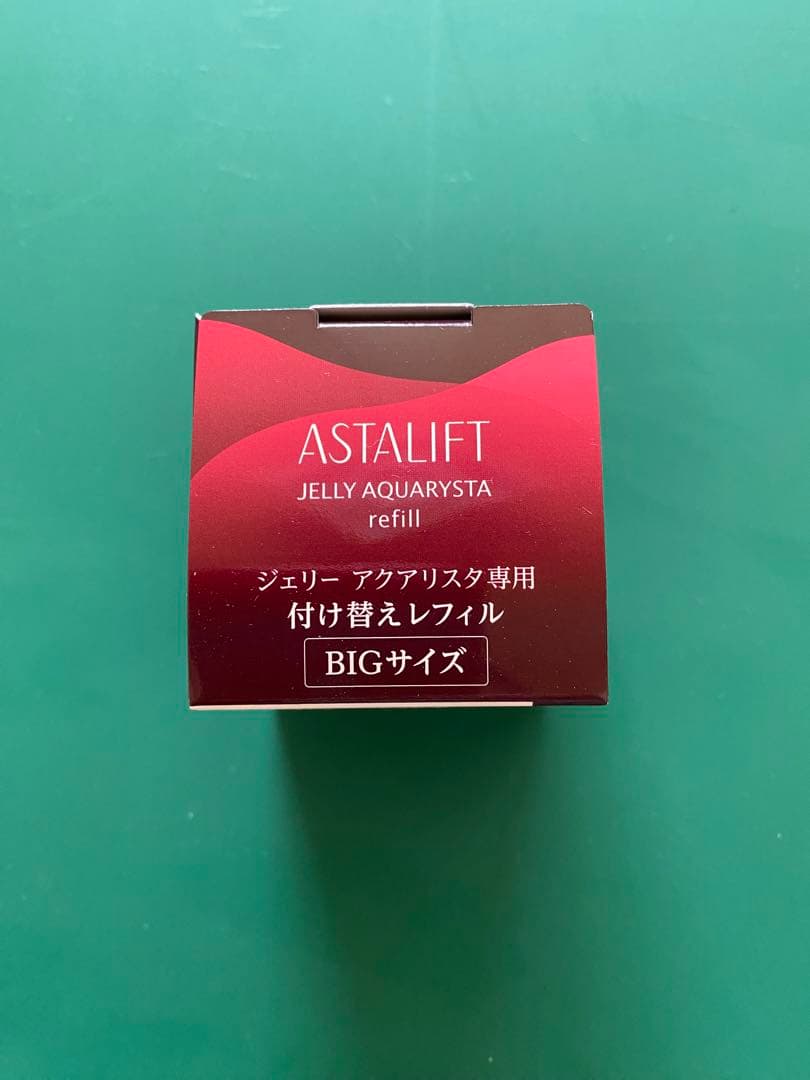 ASTALIFT
JELLY AQUARYSTA
refill
ジェリー アクアリスタ専用
付け替えレフィル
BIGサイズ